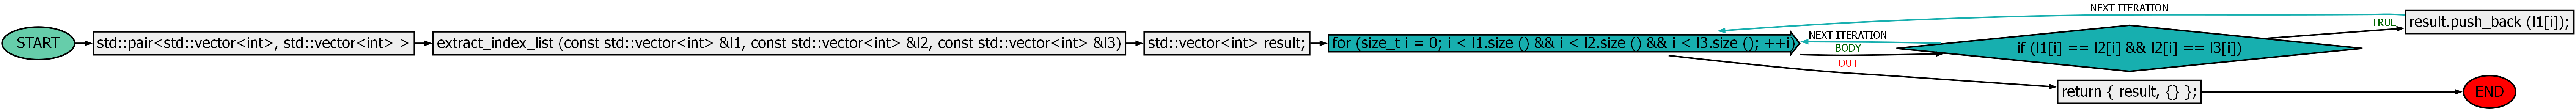 START
std::pair<std::vector<int>, std::vector<int> >
extract_index_list (const std::vector<int> &l1, const std::vector<int> &l2, const std::vector<int> &l3)
std::vector<int> result;
for (size_t i = 0; i < l1.size () && i < l2.size () && i < l3.size (); ++i)
NEXT ITERATION
NEXT ITERATION
BODY
OUT
if (l1[i] == l2[i] && l2[i] == l3[i])
TRUE
result.push_back (l1[i]);
return { result, {} };
END